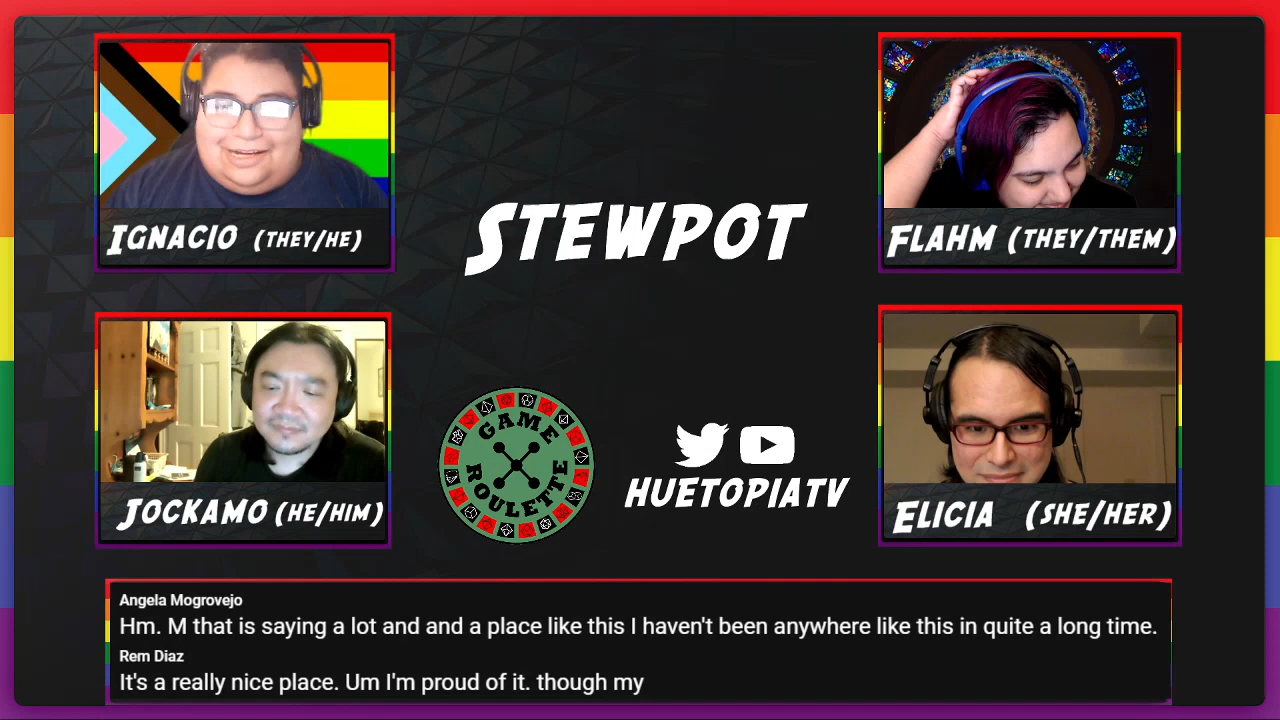 Ignacio (they/he)
Flahm (they/them)
Stewpot
Jockamo (he/him)
GAME
ROULETTE
HUETOPIATV
Elicia (she/her)
Angela Mogrovejo
Hm. M that is saying a lot and and a place like this I haven't been anywhere like this in quite a long time.
Rem Diaz
It's a really nice place. Um I'm proud of it. though my